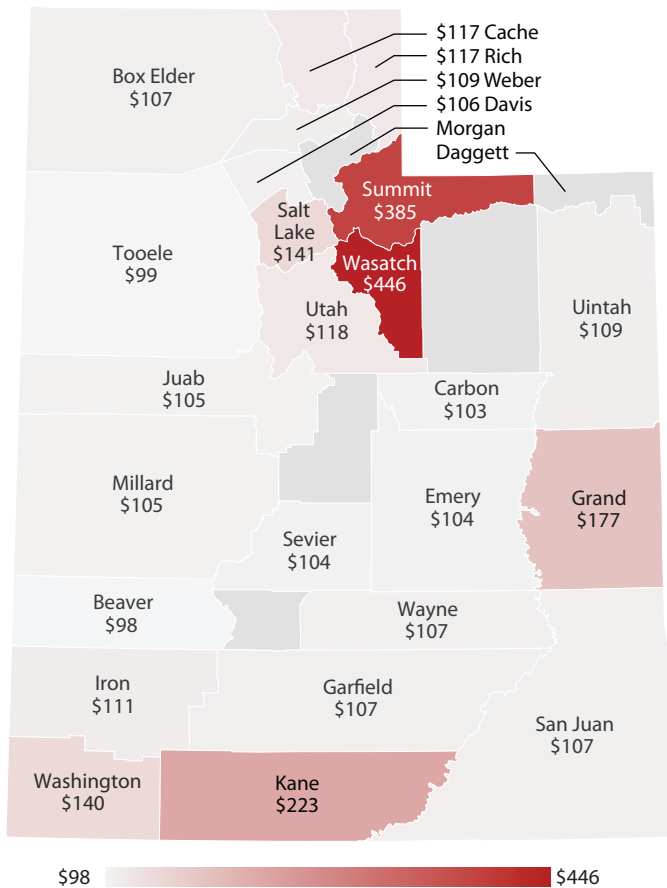 $117 Cache
$117 Rich
$109 Weber
$106 Davis
Morgan
Daggett
Box Elder
$107
Summit
$385
Salt
Lake
$141
Tooele
$99
Wasatch
$446
Utah
$118
Uintah
$109
Juab
$105
Carbon
$103
Millard
$105
Emery
$104
Grand
$177
Sevier
$104
Beaver
$98
Wayne
$107
Iron
$111
Garfield
$107
San Juan
$107
Washington
$140
Kane
$223
$98
$446